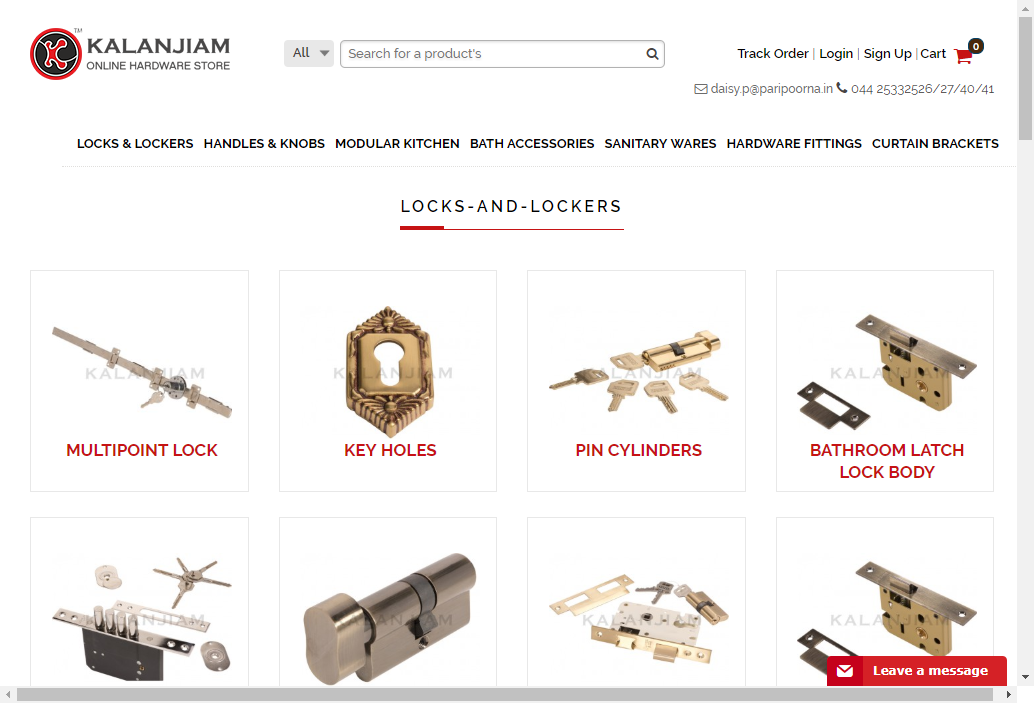 KALANJIAM TM
ONLINE HARDWARE STORE
All
Search for a product's
Track Order | Login | Sign Up | Cart 0
daisy.p@paripoorna.in 044 25332526/27/40/41
LOCKS & LOCKERS HANDLES & KNOBS MODULAR KITCHEN BATH ACCESSORIES SANITARY WARES HARDWARE FITTINGS CURTAIN BRACKETS
LOCKS-AND-LOCKERS
KALANJIAM KALANJIAM KALANJIAM KALANJIAM
MULTIPOINT LOCK KEY HOLES PIN CYLINDERS BATHROOM LATCH
LOCK BODY
KALANJIAM KALANJIAM KALANJIAM KALANJIAM
Leave a message